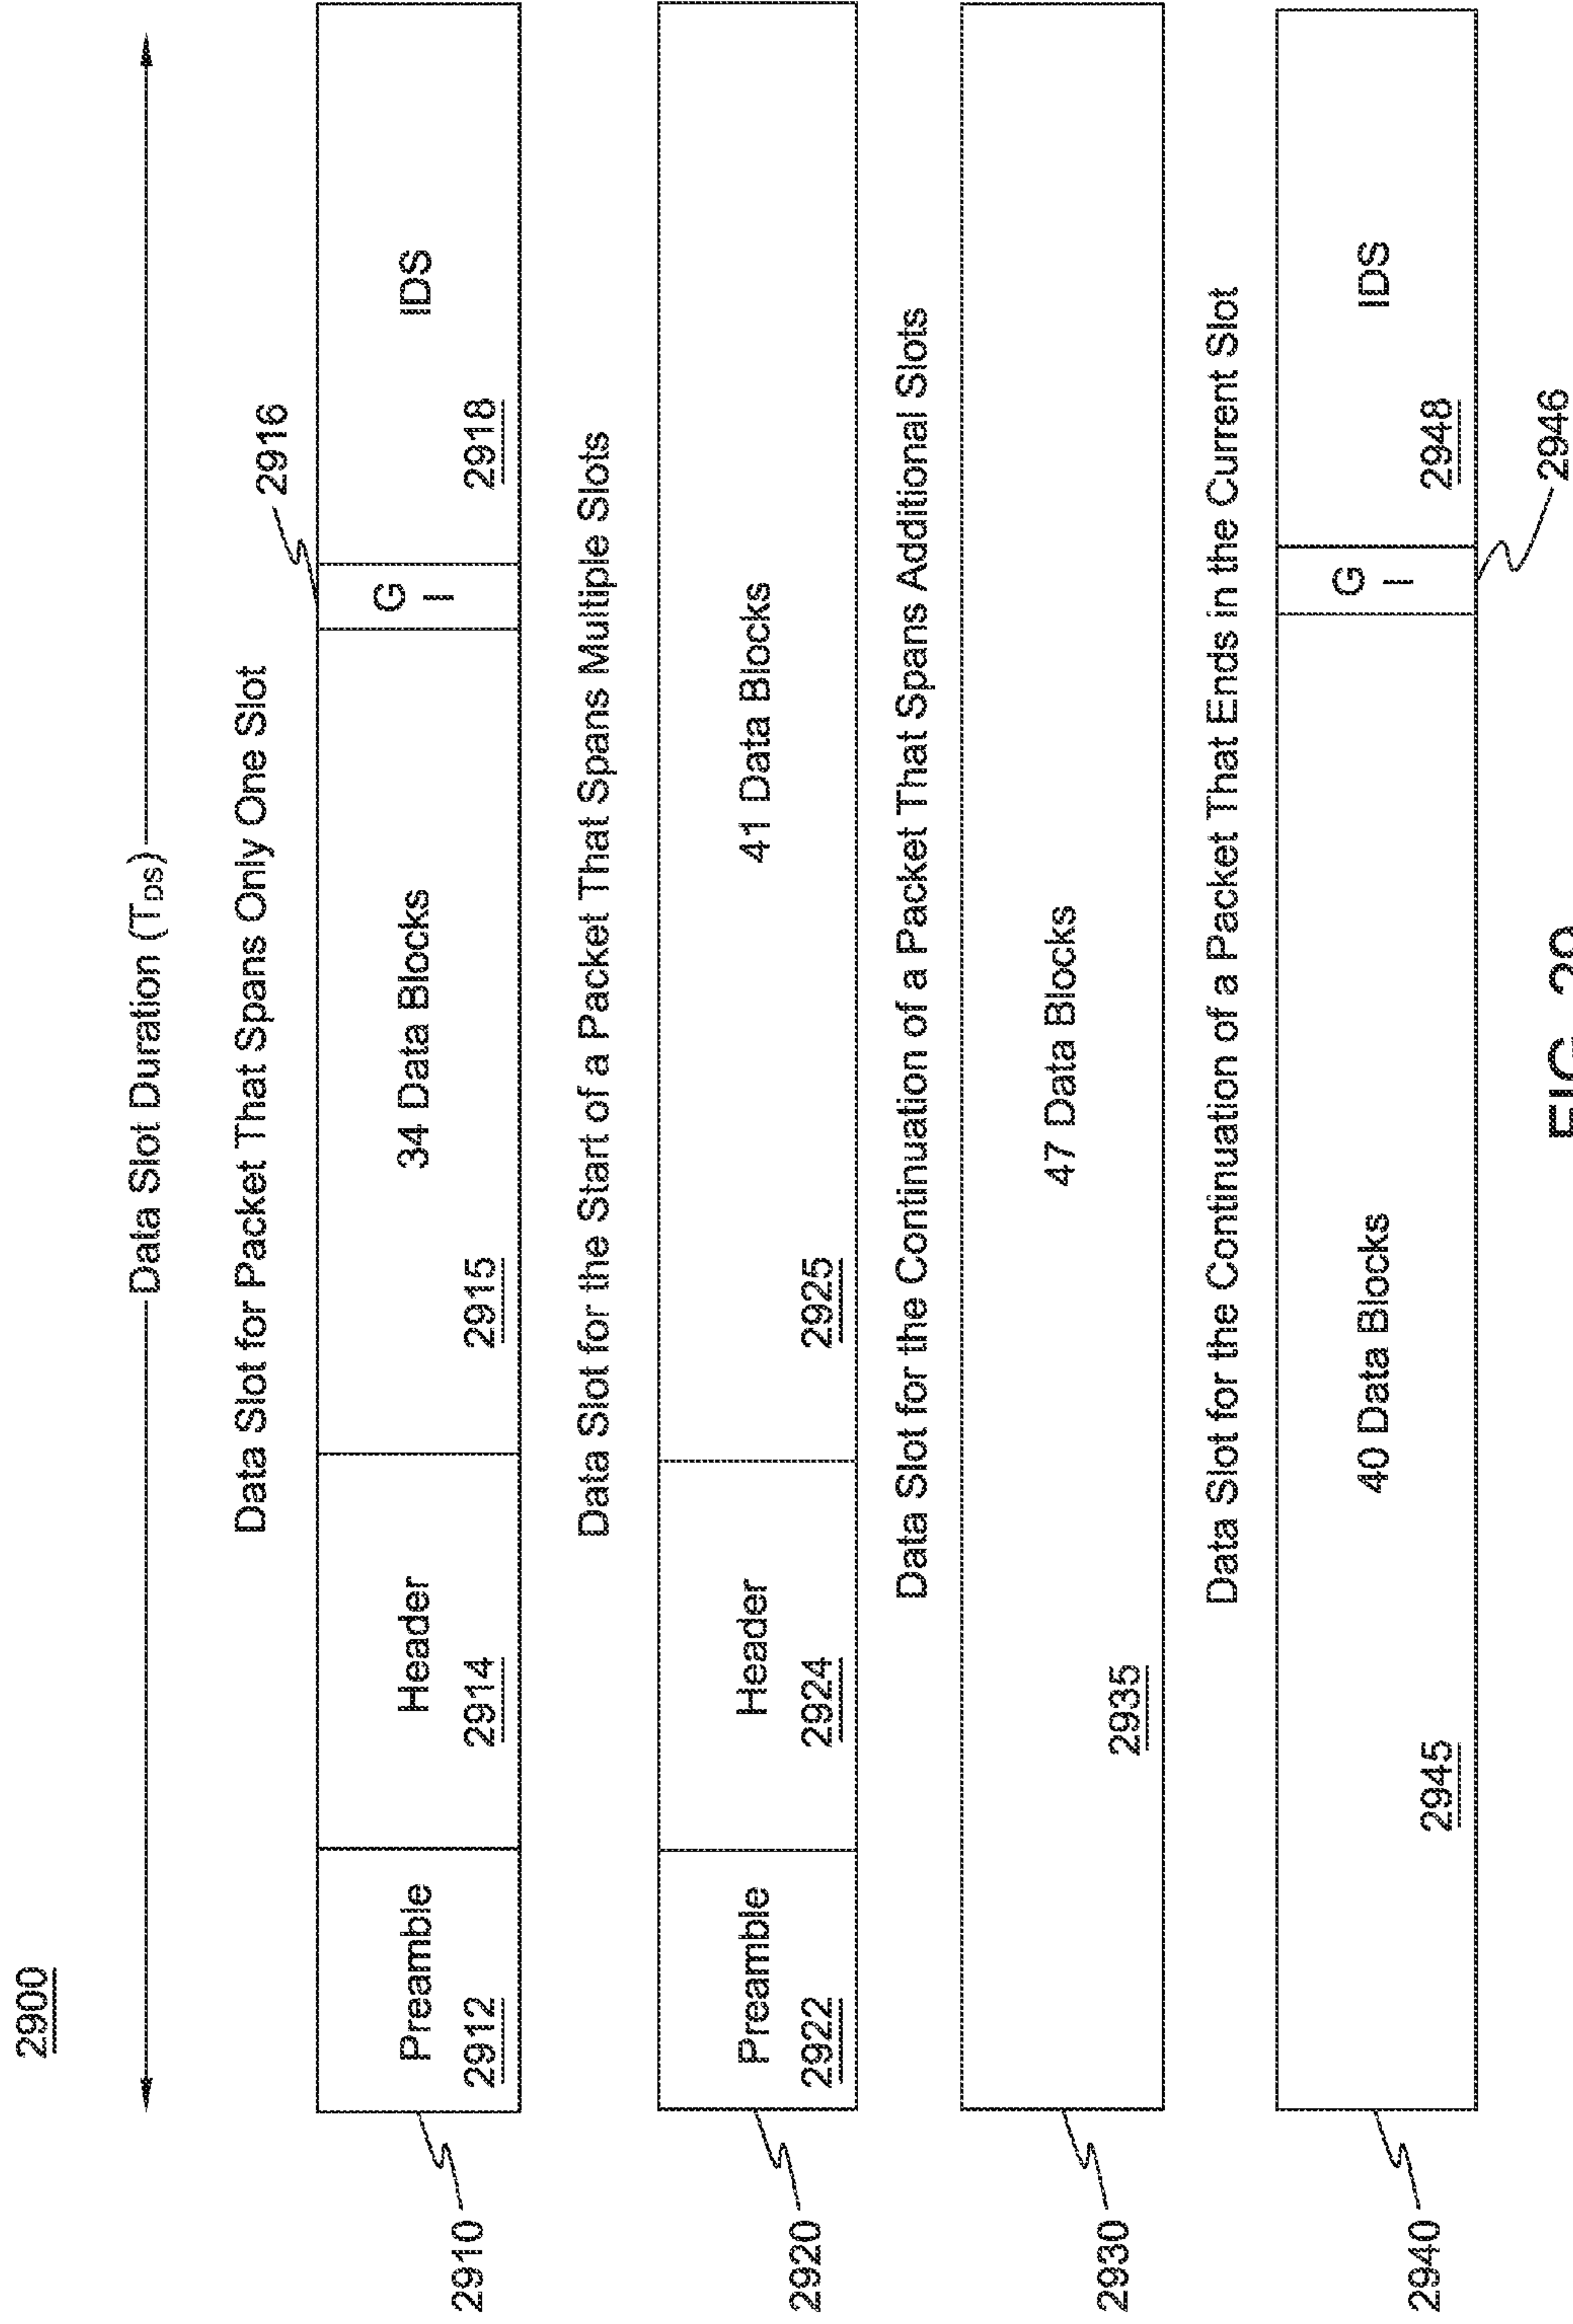 2900
Data Slot Duration (TDS)
Data Slot for Packet That Spans Only One Slot
2916
2910
Preamble
2912
Header
2914
34 Data Blocks
2915
G
I
IDS
2918
Data Slot for the Start of a Packet That Spans Multiple Slots
2920
Preamble
2922
Header
2924
41 Data Blocks
2925
Data Slot for the Continuation of a Packet That Spans Additional Slots
2930
47 Data Blocks
2935
Data Slot for the Continuation of a Packet That Ends in the Current Slot
2940
40 Data Blocks
2945
G
I
IDS
2948
2946
FIG. 29